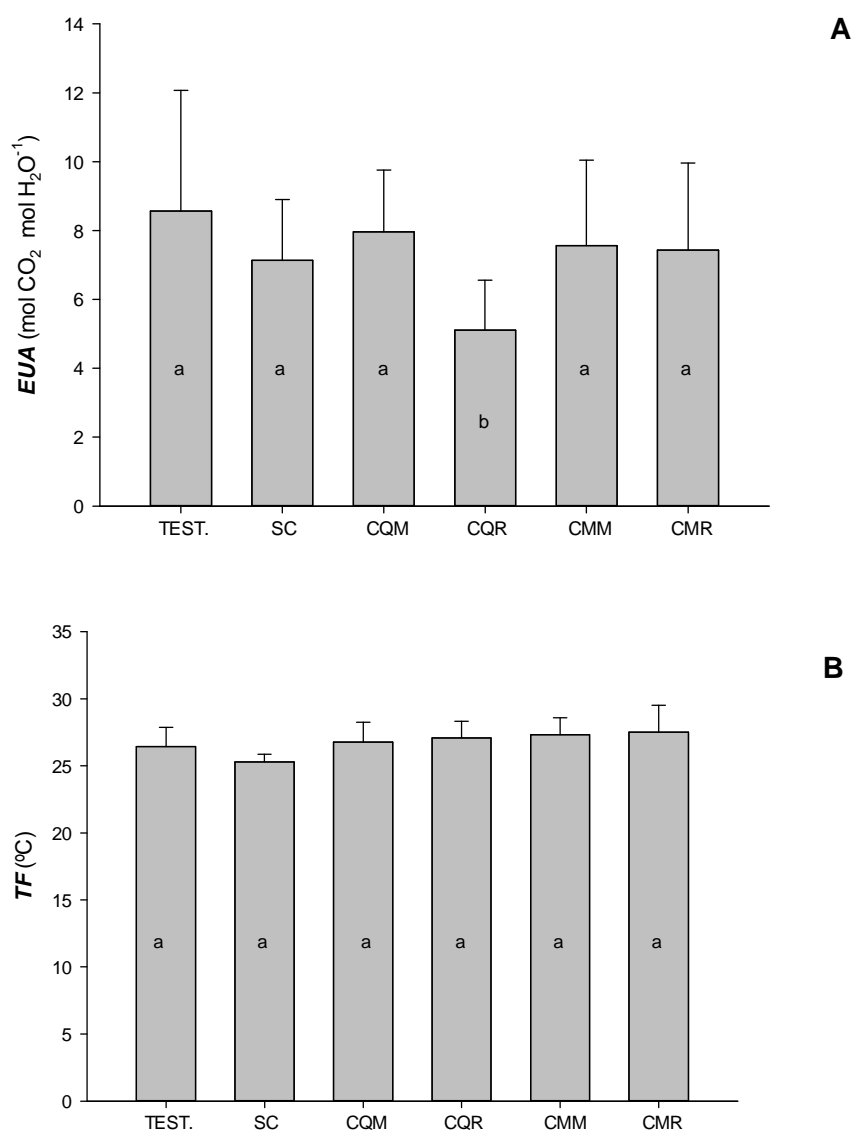 A
14
12
10
8
6
4
2
0
EUA (mol CO₂ mol H₂O⁻¹)
a
a
a
b
a
a
TEST. SC CQM CQR CMM CMR
B
35
30
25
20
15
10
5
0
TF (ºC)
a a a a a a
TEST. SC CQM CQR CMM CMR